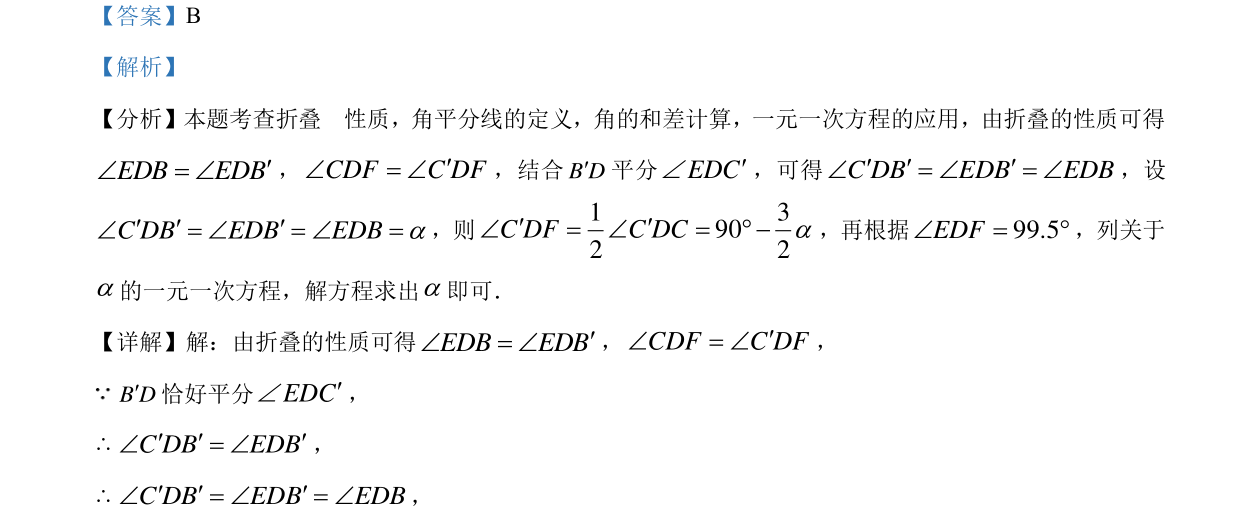 【答案】B
【解析】
【分析】本题考查折叠 性质，角平分线的定义，角的和差计算，一元一次方程的应用，由折叠的性质可得
∠EDB = ∠EDB′，∠CDF = ∠C′DF，结合 B′D 平分∠EDC′，可得∠C′DB′ = ∠EDB′ = ∠EDB，设
∠C′DB′ = ∠EDB′ = ∠EDB = α，则∠C′DF = 1/2∠C′DC = 90° − 3/2α，再根据∠EDF = 99.5°，列关于
α 的一元一次方程，解方程求出α 即可．
【详解】解：由折叠的性质可得∠EDB = ∠EDB′，∠CDF = ∠C′DF，
∵ B′D 恰好平分∠EDC′，
∴ ∠C′DB′ = ∠EDB′，
∴ ∠C′DB′ = ∠EDB′ = ∠EDB，